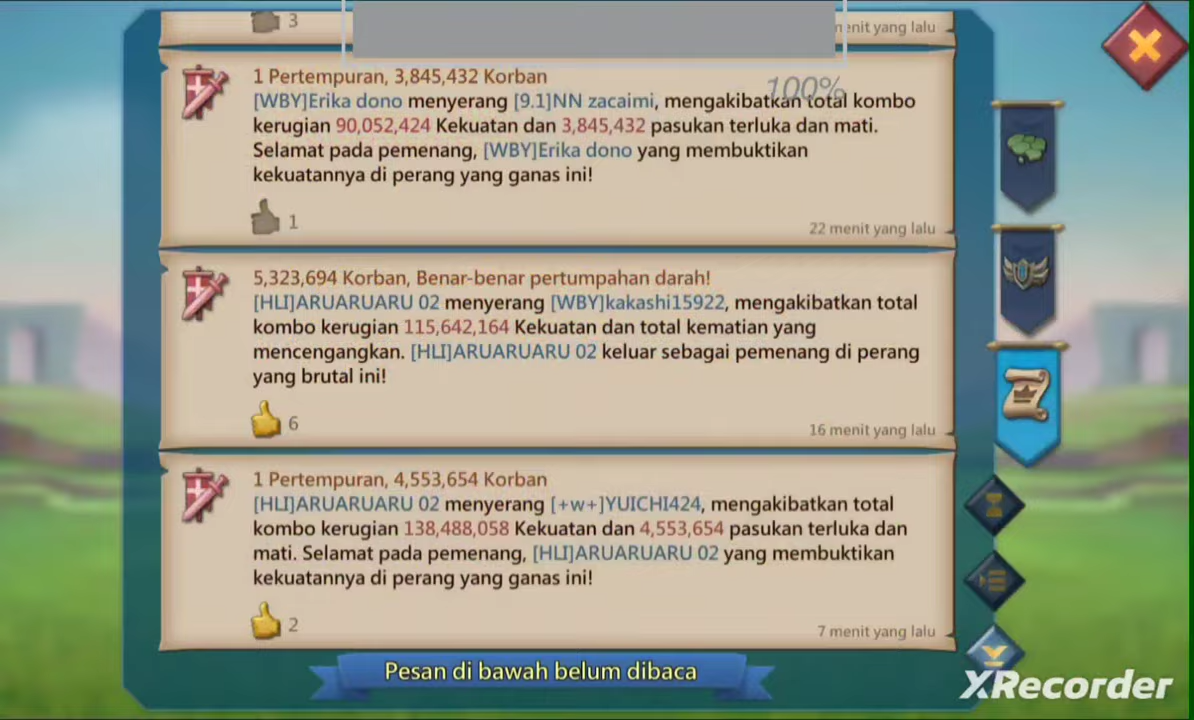 3
enit yang lalu
1 Pertempuran, 3,845,432 Korban
100%
[WBY]Erika dono menyerang [9.1]NN zacaimi, mengakibatkan total kombo
kerugian 90,052,424 Kekuatan dan 3,845,432 pasukan terluka dan mati.
Selamat pada pemenang, [WBY]Erika dono yang membuktikan
kekuatannya di perang yang ganas ini!
1
22 menit yang lalu
5,323,694 Korban, Benar-benar pertumpahan darah!
[HLI]ARUARUARU 02 menyerang [WBY]kakashi15922, mengakibatkan total
kombo kerugian 115,642,164 Kekuatan dan total kematian yang
mencengangkan. [HLI]ARUARUARU 02 keluar sebagai pemenang di perang
yang brutal ini!
6
16 menit yang lalu
1 Pertempuran, 4,553,654 Korban
[HLI]ARUARUARU 02 menyerang [+w+]YUICHI424, mengakibatkan total
kombo kerugian 138,488,058 Kekuatan dan 4,553,654 pasukan terluka dan
mati. Selamat pada pemenang, [HLI]ARUARUARU 02 yang membuktikan
kekuatannya di perang yang ganas ini!
2
7 menit yang lalu
Pesan di bawah belum dibaca
XRecorder